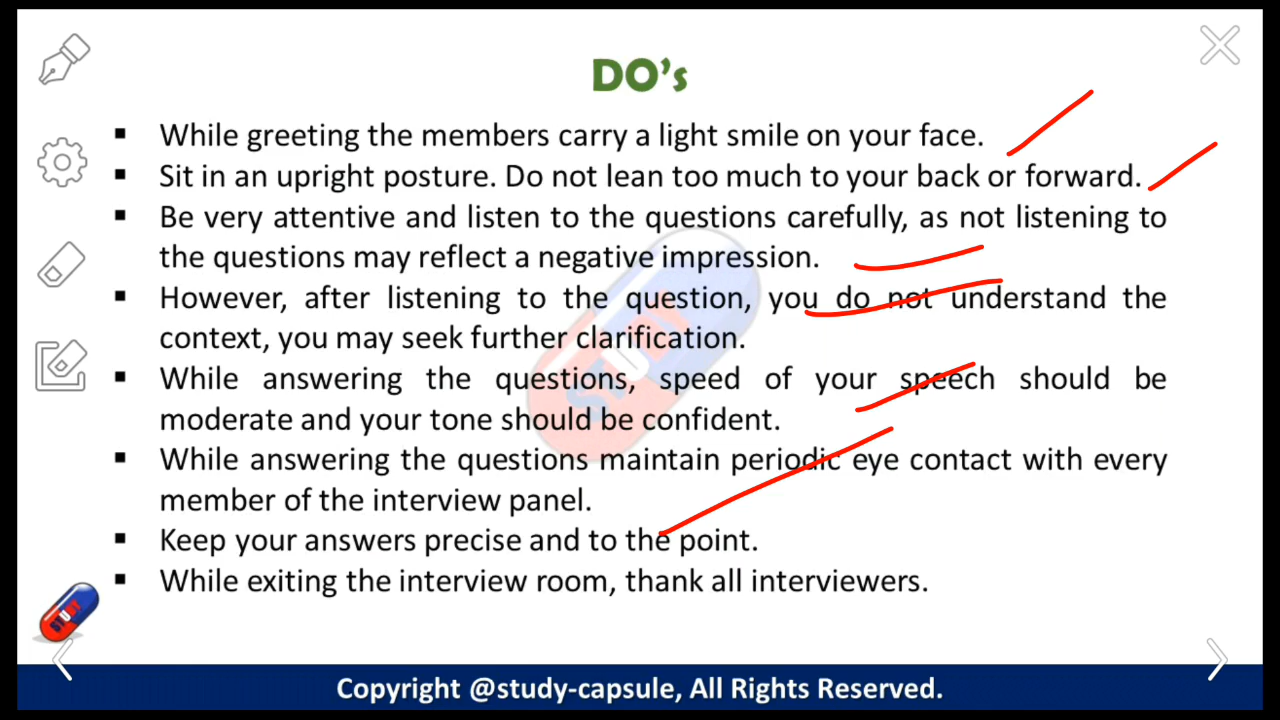 DO's
▪ While greeting the members carry a light smile on your face.
▪ Sit in an upright posture. Do not lean too much to your back or forward.
▪ Be very attentive and listen to the questions carefully, as not listening to
the questions may reflect a negative impression.
▪ However, after listening to the question, you do not understand the
context, you may seek further clarification.
▪ While answering the questions, speed of your speech should be
moderate and your tone should be confident.
▪ While answering the questions maintain periodic eye contact with every
member of the interview panel.
▪ Keep your answers precise and to the point.
▪ While exiting the interview room, thank all interviewers.
STUDY
STUDY
Copyright @study-capsule, All Rights Reserved.